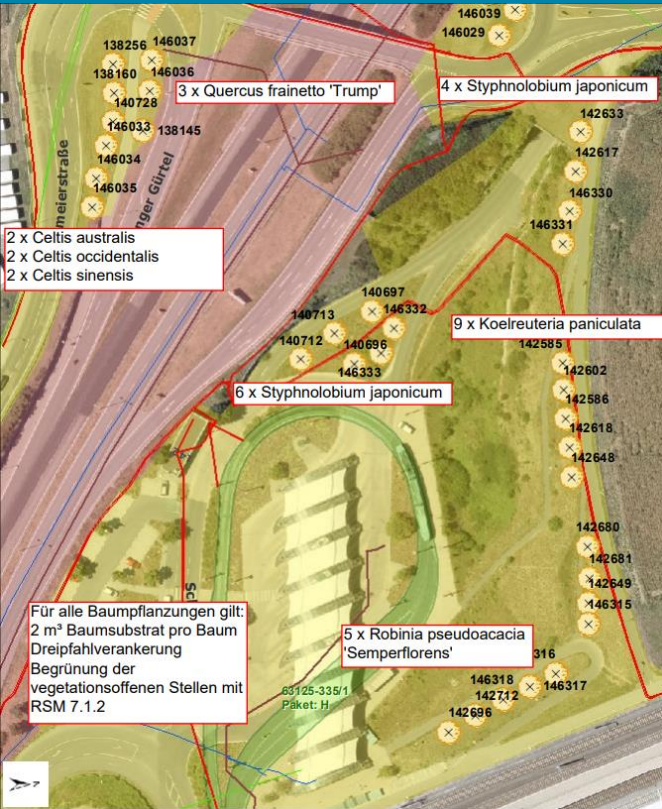 146039
146029
138256
146037
138160
146036
140728
146033
138145
146034
146035
3 x Quercus frainetto 'Trump'
4 x Styphnolobium japonicum
142633
142617
146330
146331
meierstraße
nger Gürtel
2 x Celtis australis
2 x Celtis occidentalis
2 x Celtis sinensis
140697
140713
146332
140712
140696
146333
9 x Koelreuteria paniculata
142585
142602
142586
142618
142648
6 x Styphnolobium japonicum
142680
142681
142649
146315
Für alle Baumpflanzungen gilt:
2 m³ Baumsubstrat pro Baum
Dreipfahlverankerung
Begrünung der
vegetationsoffenen Stellen mit
RSM 7.1.2
5 x Robinia pseudoacacia
'Semperflorens'
316
146318
146317
142712
142696
63125-335/1
Paket: H